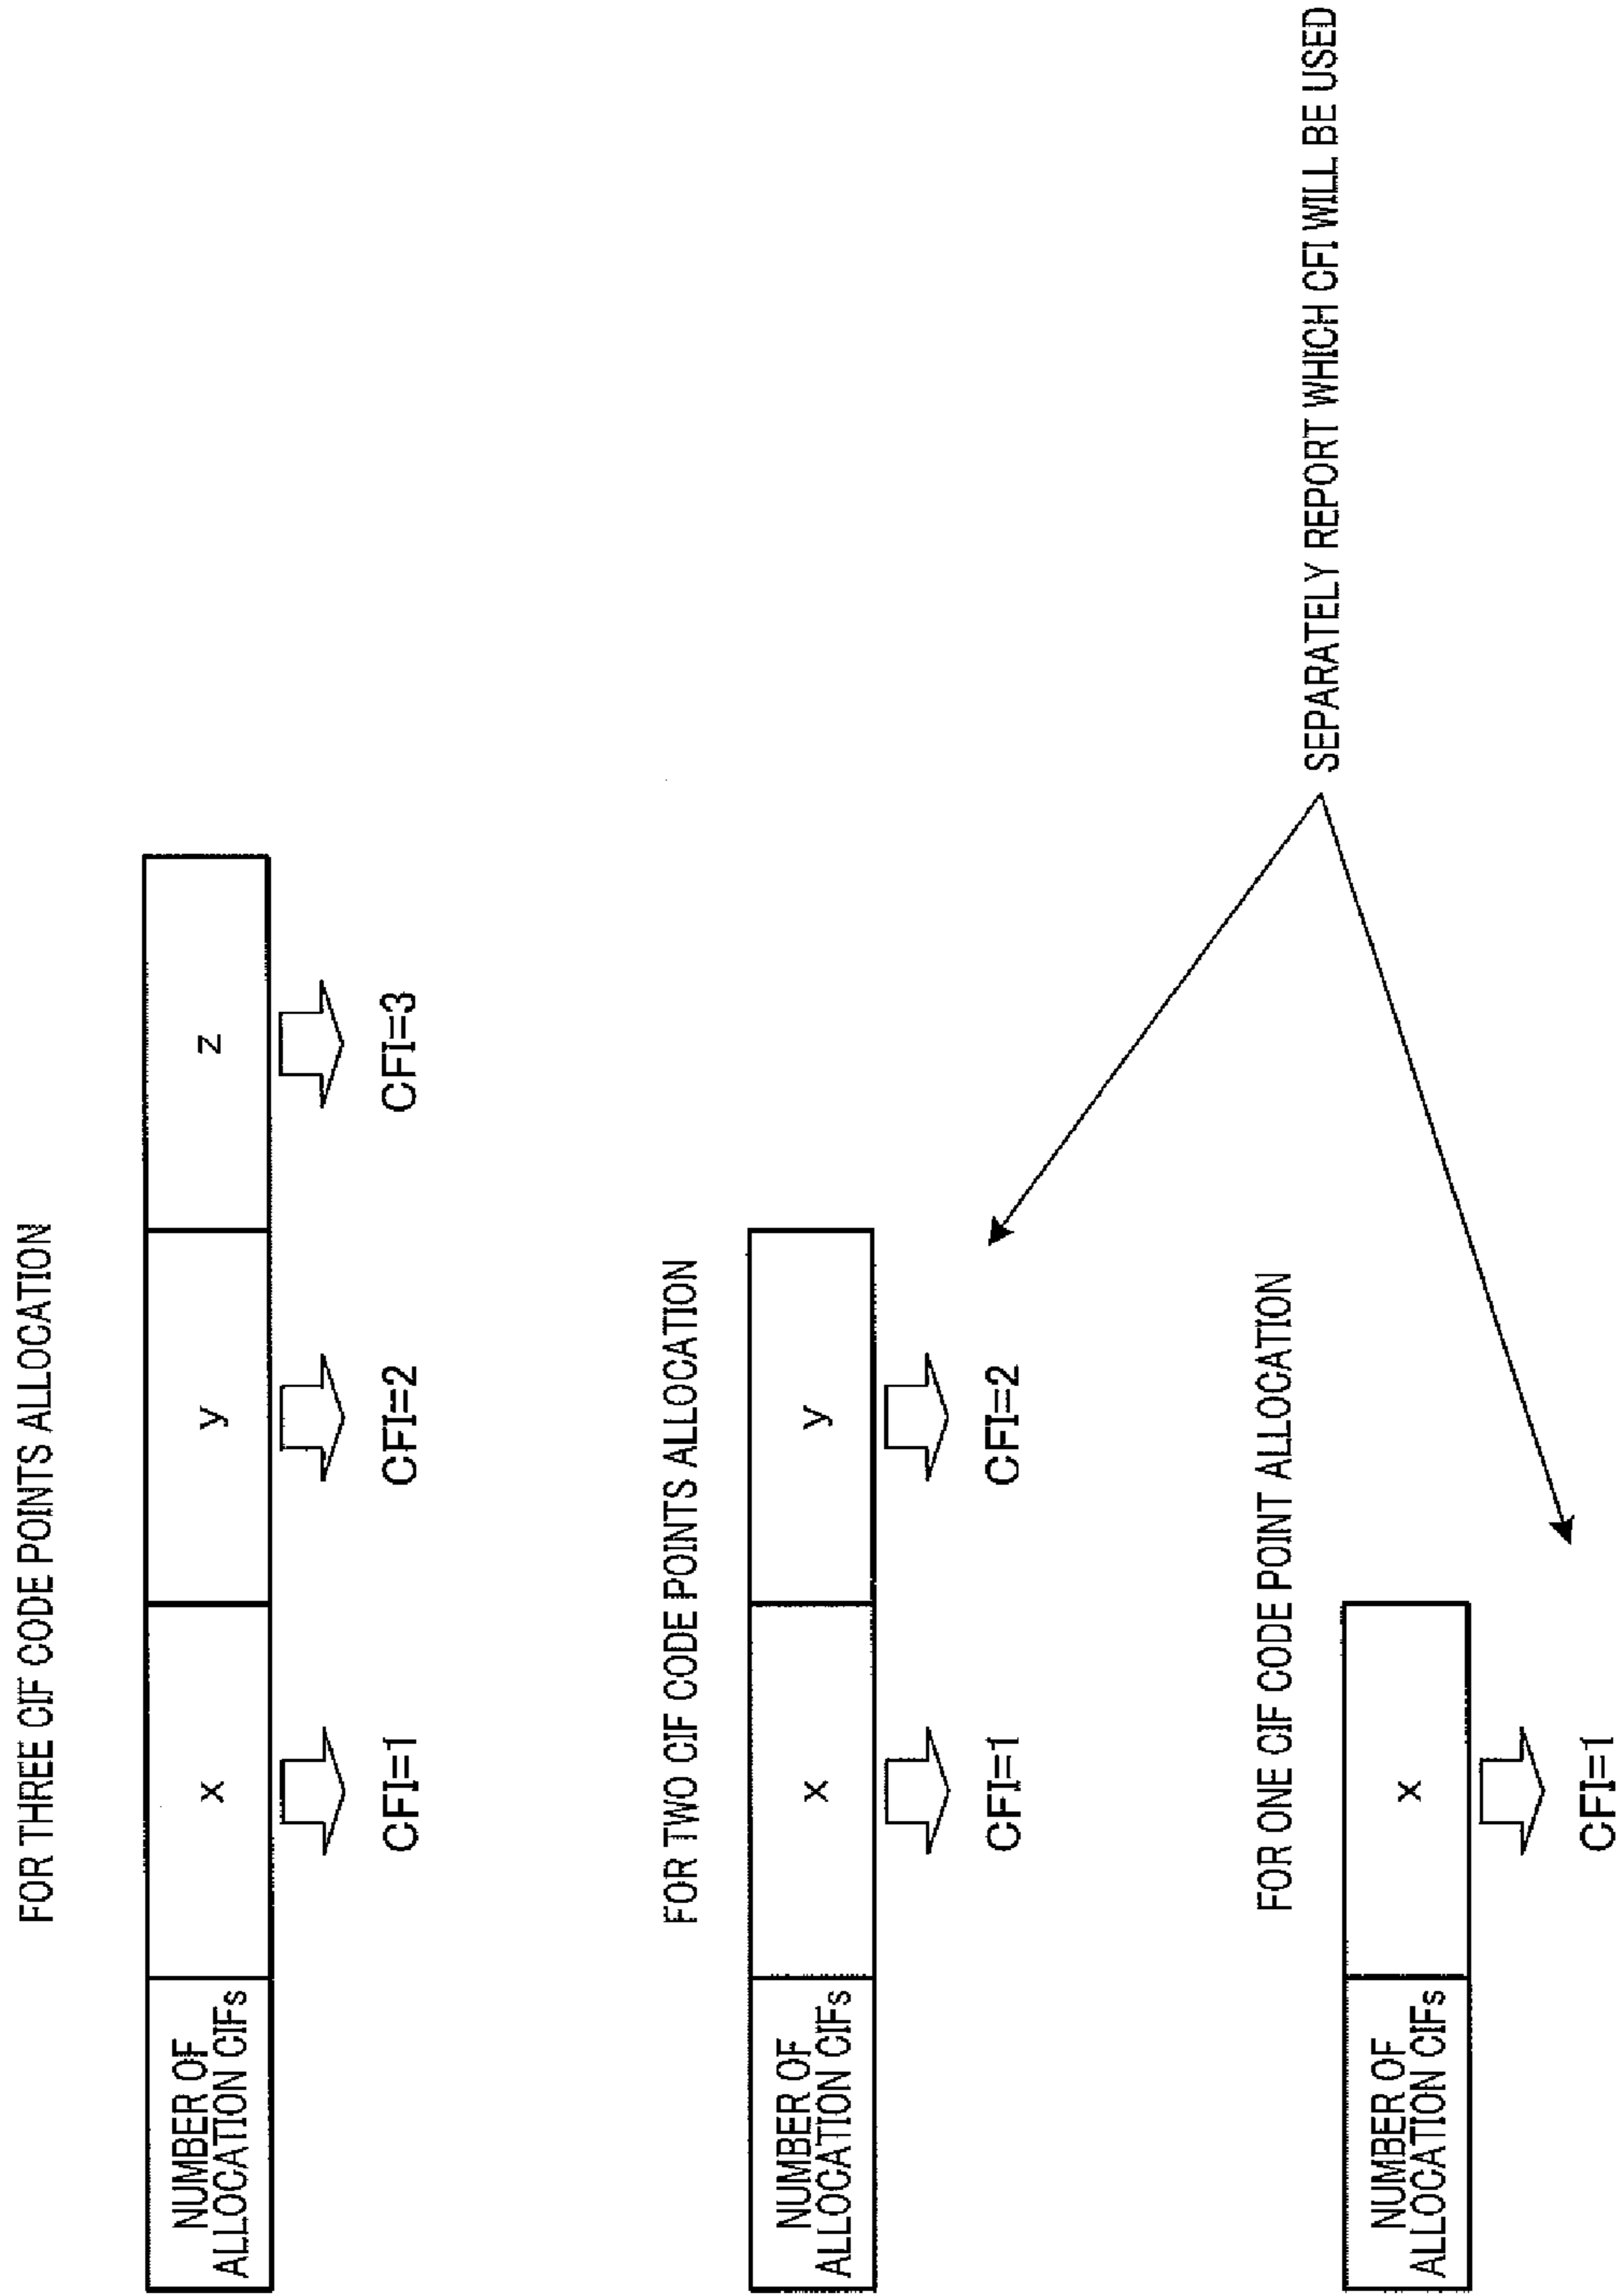 FOR THREE CIF CODE POINTS ALLOCATION
NUMBER OF
ALLOCATION CIFs
x
y
z
CFI=1
CFI=2
CFI=3
FOR TWO CIF CODE POINTS ALLOCATION
NUMBER OF
ALLOCATION CIFs
x
y
CFI=1
CFI=2
FOR ONE CIF CODE POINT ALLOCATION
SEPARATELY REPORT WHICH CFI WILL BE USED
NUMBER OF
ALLOCATION CIFs
x
CFI=1